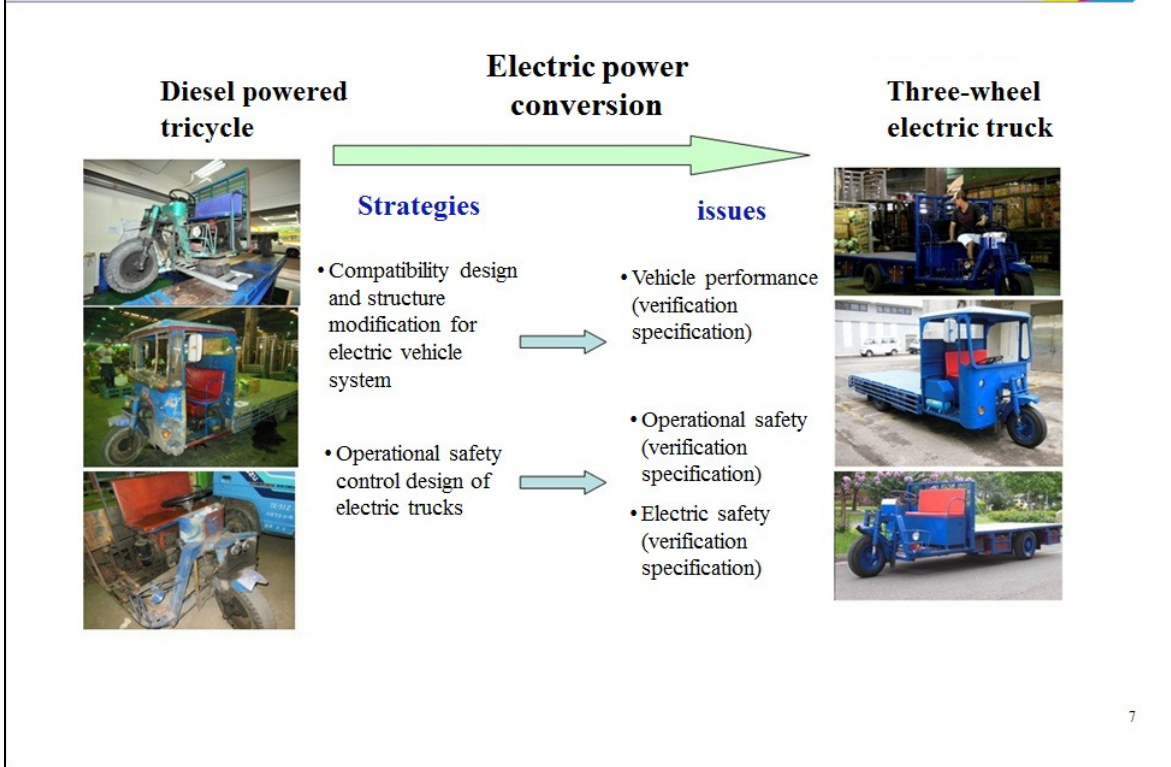 Electric power
conversion
Diesel powered
tricycle
Three-wheel
electric truck
Strategies
issues
• Compatibility design
and structure
modification for
electric vehicle
system
• Vehicle performance
(verification
specification)
• Operational safety
control design of
electric trucks
• Operational safety
(verification
specification)
• Electric safety
(verification
specification)
7